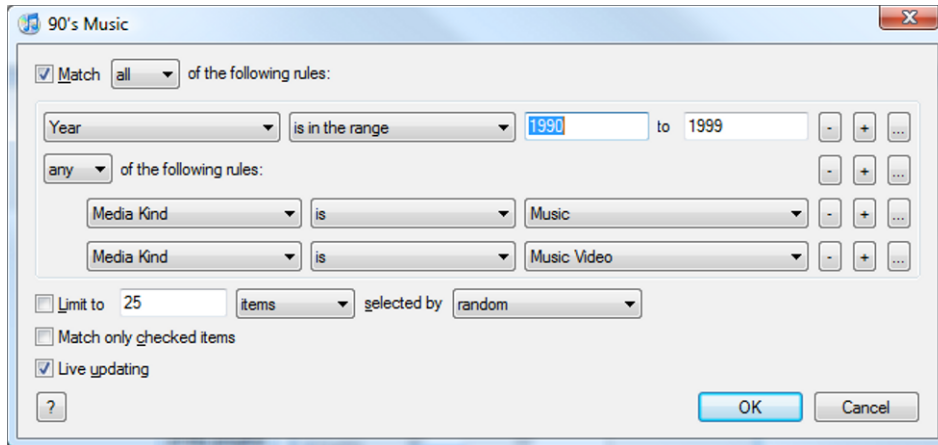 90's Music
Match all of the following rules:
Year is in the range 1990 to 1999 - + ...
any of the following rules: - + ...
Media Kind is Music - + ...
Media Kind is Music Video - + ...
Limit to 25 items selected by random
Match only checked items
Live updating
? OK Cancel